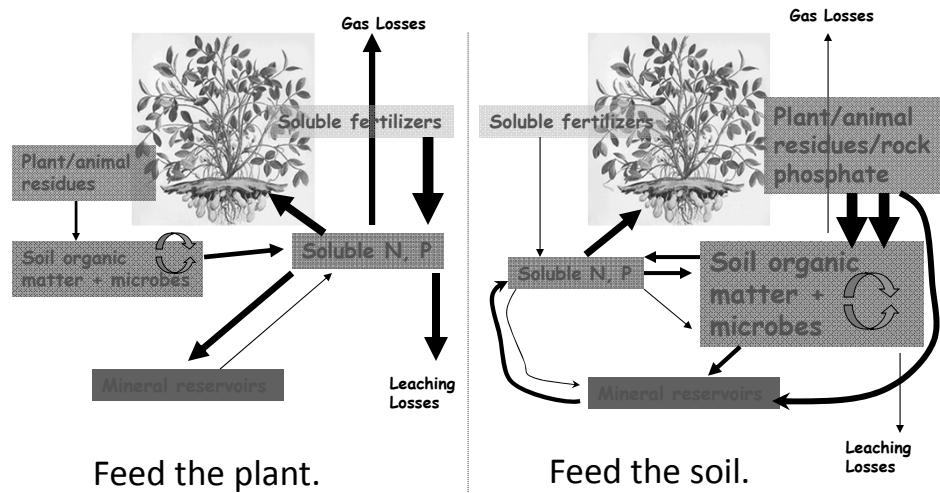 Gas Losses
Soluble fertilizers
Plant/animal
residues
Soil organic
matter + microbes
Soluble N, P
Mineral reservoirs
Leaching
Losses
Feed the plant.
Gas Losses
Soluble fertilizers
Plant/animal
residues/rock
phosphate
Soluble N, P
Soil organic
matter +
microbes
Mineral reservoirs
Leaching
Losses
Feed the soil.